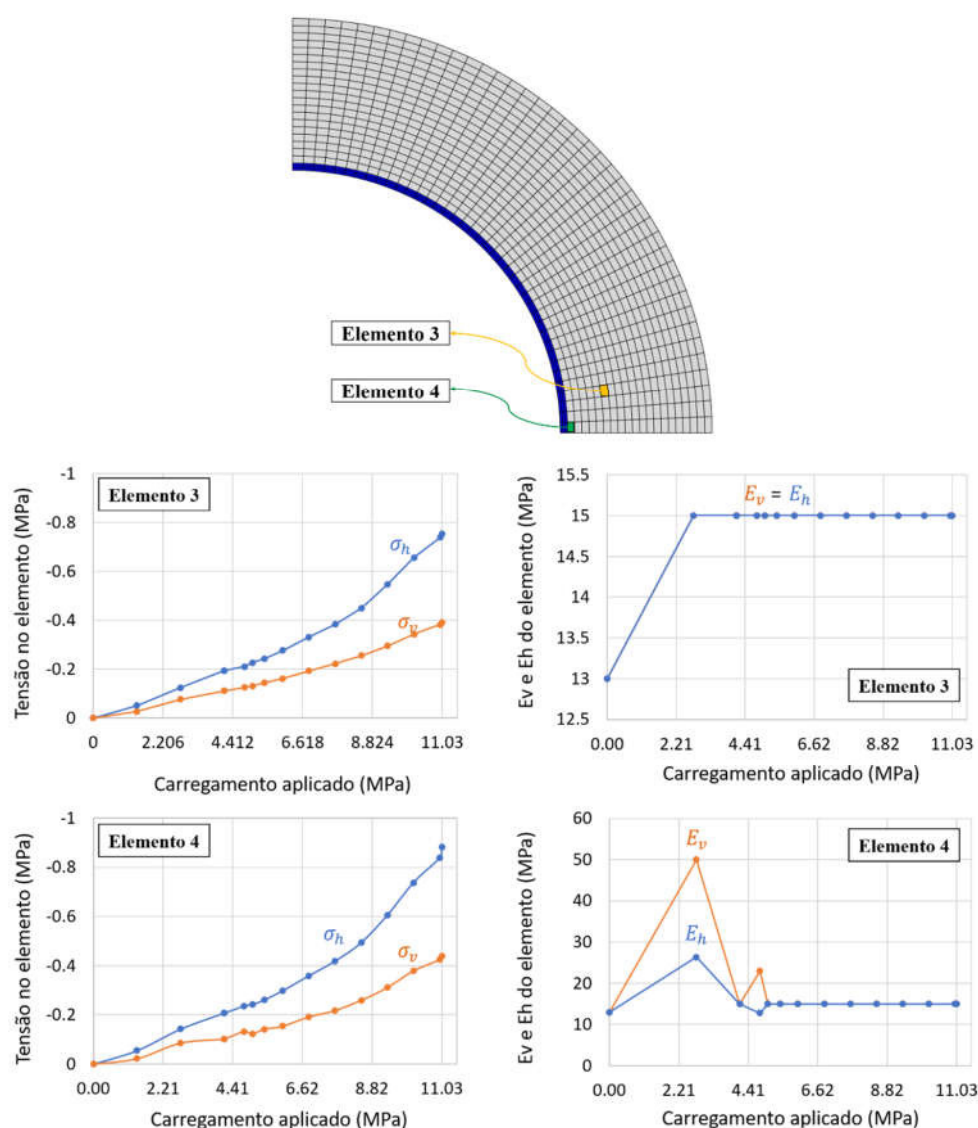 Elemento 3
Elemento 4
Tensão no elemento (MPa)
-1
-0.8
-0.6
-0.4
-0.2
0
Elemento 3
σh
σv
0 2.206 4.412 6.618 8.824 11.03
Carregamento aplicado (MPa)
Ev e Eh do elemento (MPa)
15.5
15
14.5
14
13.5
13
12.5
Ev = Eh
Elemento 3
0.00 2.21 4.41 6.62 8.82 11.03
Carregamento aplicado (MPa)
Tensão no elemento (MPa)
-1
-0.8
-0.6
-0.4
-0.2
0
Elemento 4
σh
σv
0.00 2.21 4.41 6.62 8.82 11.03
Carregamento aplicado (MPa)
Ev e Eh do elemento (MPa)
60
50
40
30
20
10
0
Ev
Eh
Elemento 4
0.00 2.21 4.41 6.62 8.82 11.03
Carregamento aplicado (MPa)